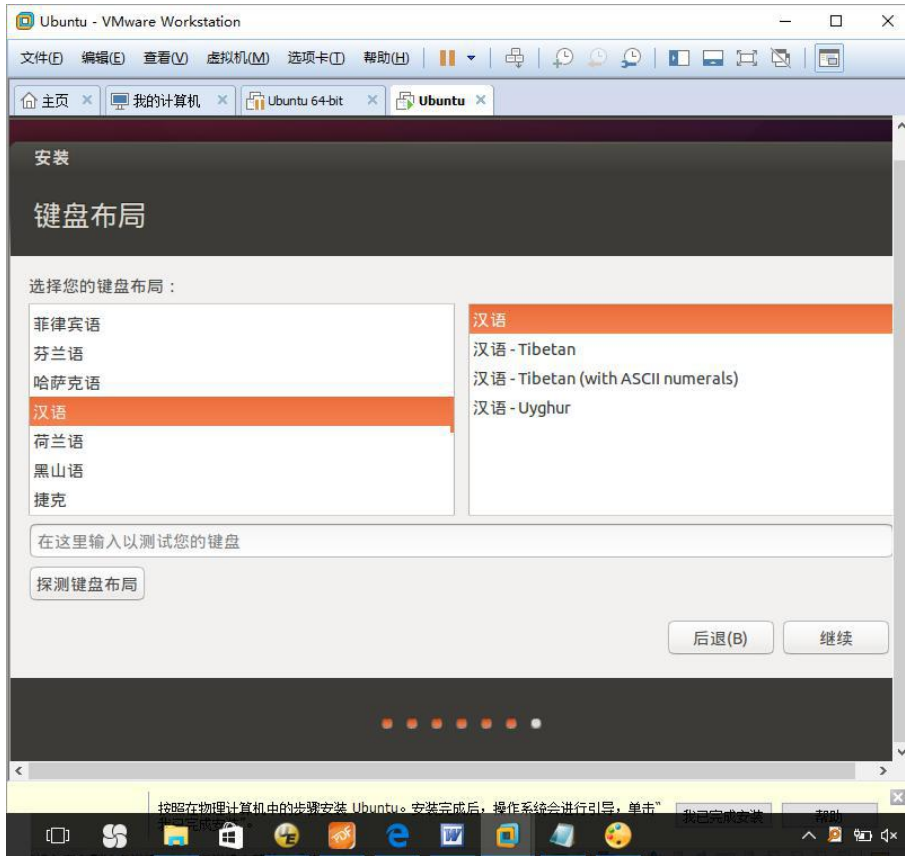 Ubuntu - VMware Workstation
文件(F) 编辑(E) 查看(V) 虚拟机(M) 选项卡(T) 帮助(H)
主页 我的计算机 Ubuntu 64-bit Ubuntu
安装
键盘布局
选择您的键盘布局：
菲律宾语
芬兰语
哈萨克语
汉语
荷兰语
黑山语
捷克
汉语
汉语 - Tibetan
汉语 - Tibetan (with ASCII numerals)
汉语 - Uyghur
在这里输入以测试您的键盘
探测键盘布局
后退(B) 继续
按照在物理计算机中的步骤安装 Ubuntu。安装完成后，操作系统会进行引导，单击"
我已完成安装"。
我已完成安装 帮助